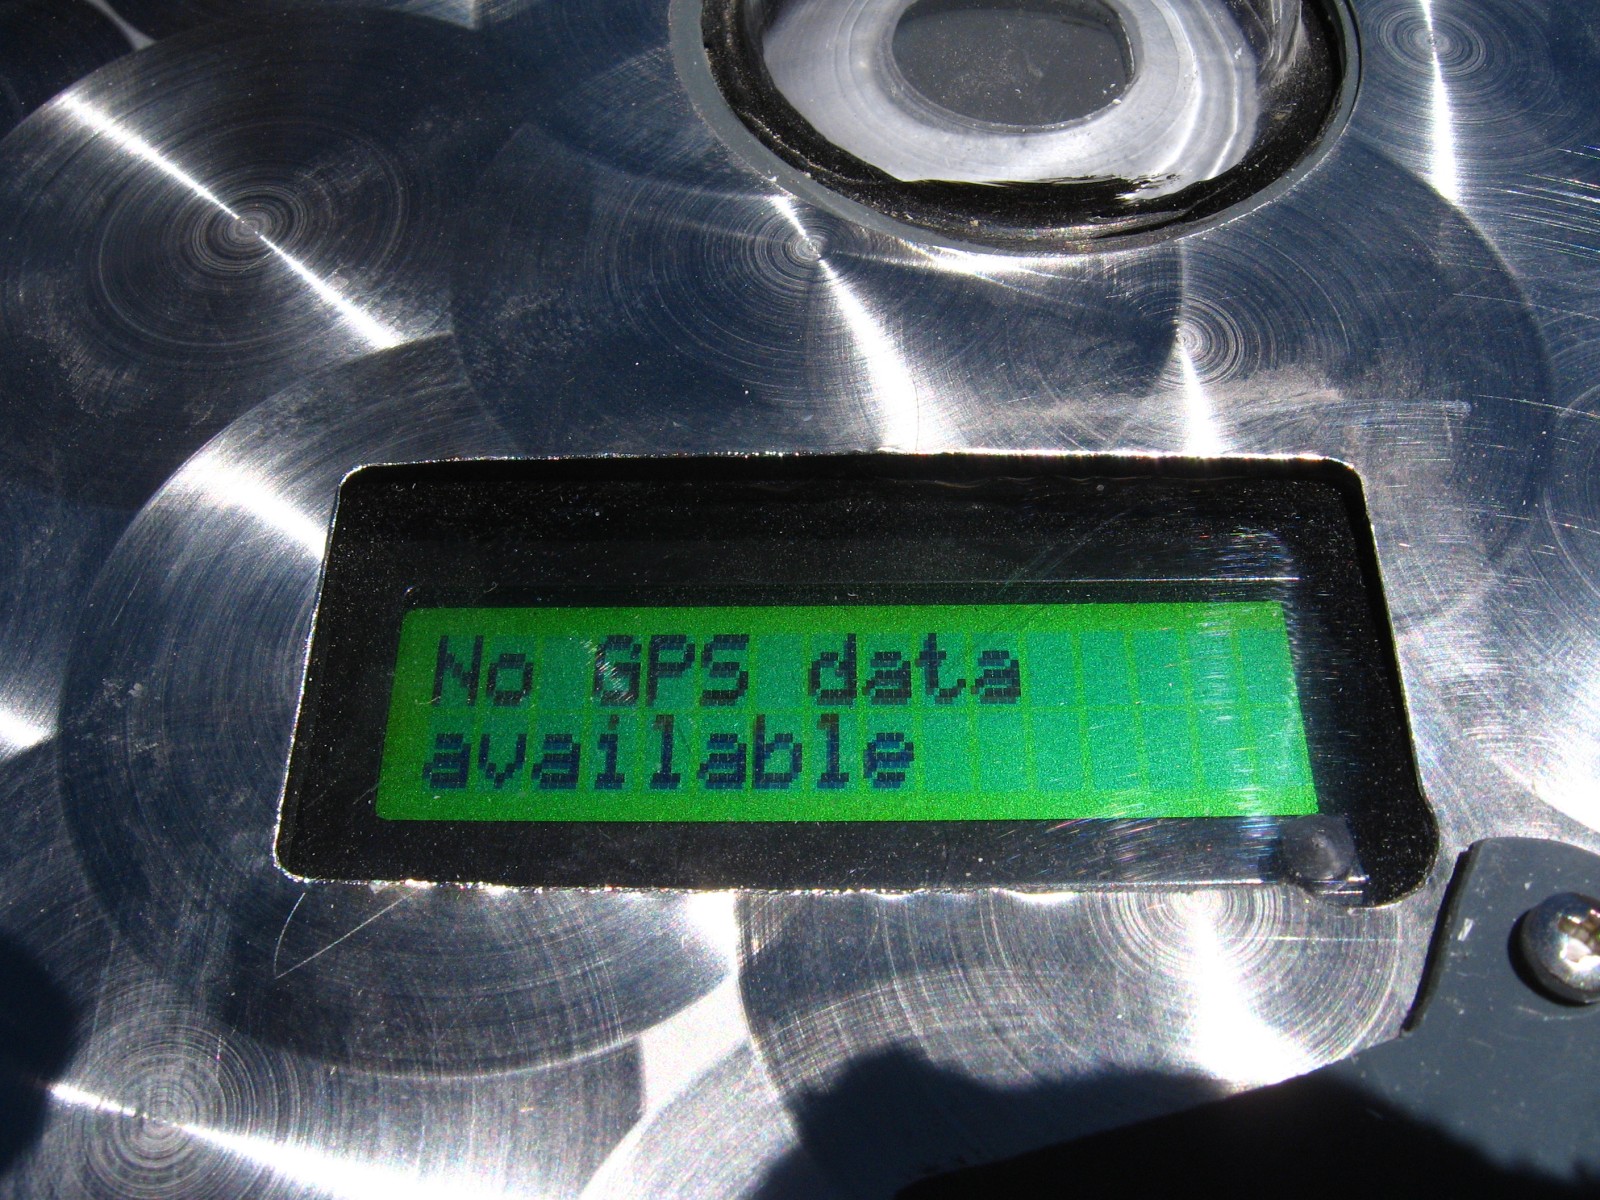 No GPS data
available